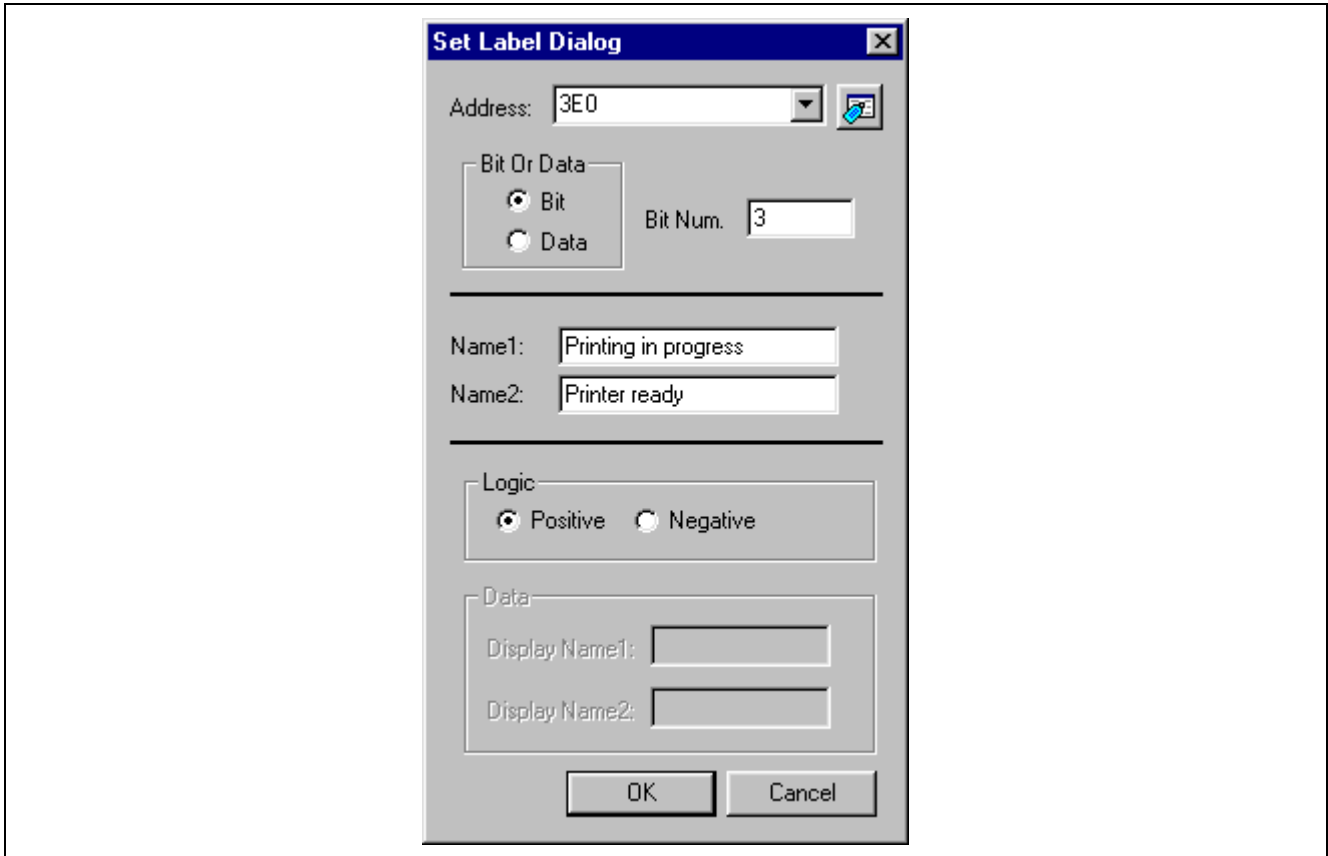 Set Label Dialog
Address: 3E0
Bit Or Data
Bit
Data
Bit Num. 3
Name1: Printing in progress
Name2: Printer ready
Logic
Positive Negative
Data
Display Name1:
Display Name2:
OK Cancel